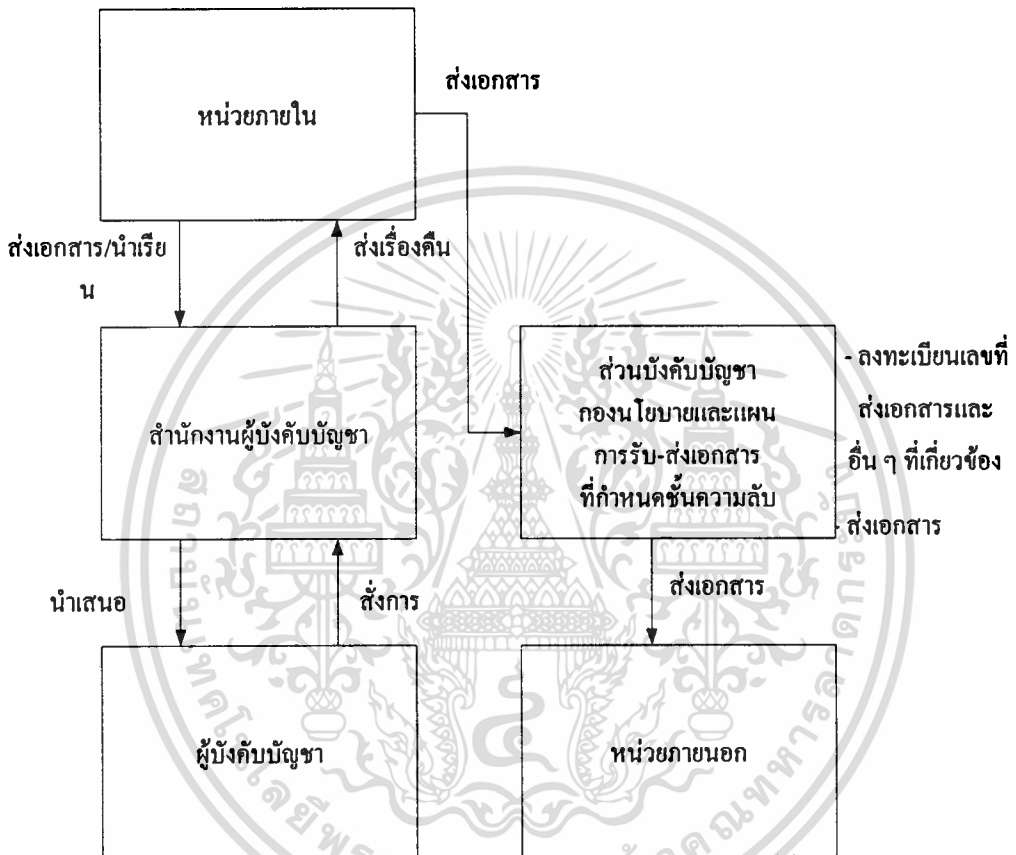 ส่งเอกสาร
หน่วยภายใน
ส่งเอกสาร/นำเรีย
น
ส่งเรื่องคืน
สำนักงานผู้บังคับบัญชา
ส่วนบังคับบัญชา
กองนโยบายและแผน
การรับ-ส่งเอกสาร
ที่กำหนดชั้นความลับ
- ลงทะเบียนเลขที่
ส่งเอกสารและ
อื่น ๆ ที่เกี่ยวข้อง
- ส่งเอกสาร
นำเสนอ
สั่งการ
ส่งเอกสาร
ผู้บังคับบัญชา
หน่วยภายนอก